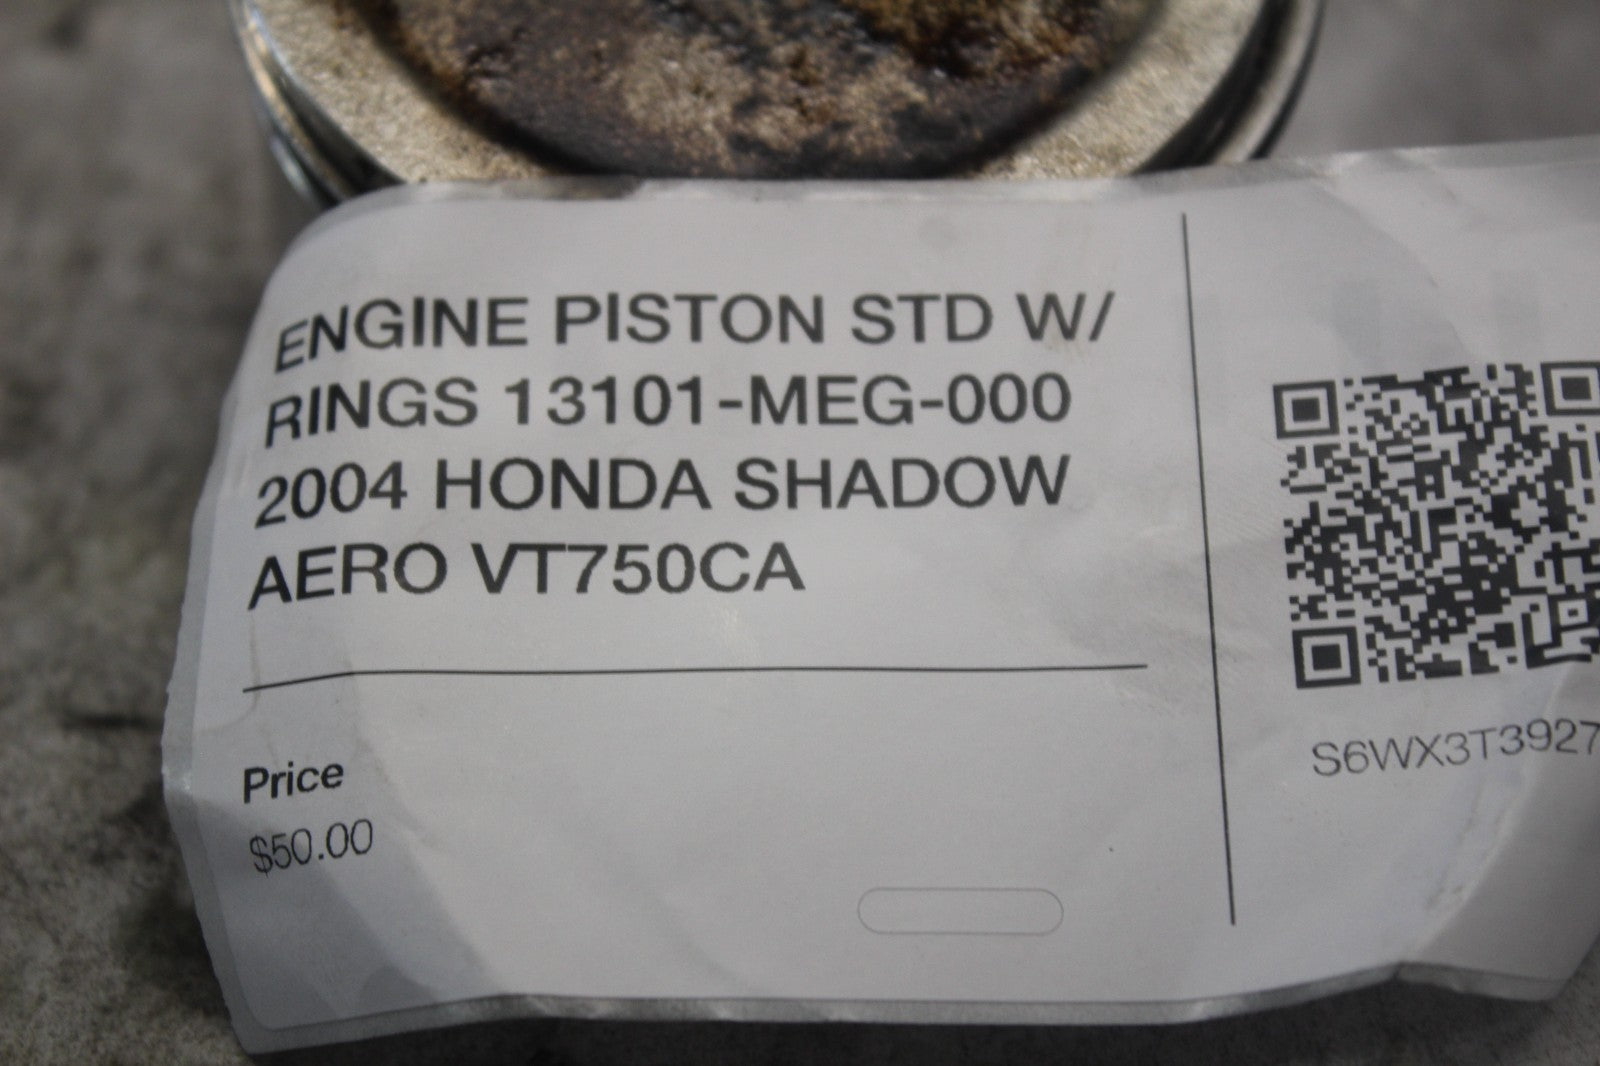 ENGINE PISTON STD W/
RINGS 13101-MEG-000
2004 HONDA SHADOW
AERO VT750CA
Price
$50.00
S6WX3T3927